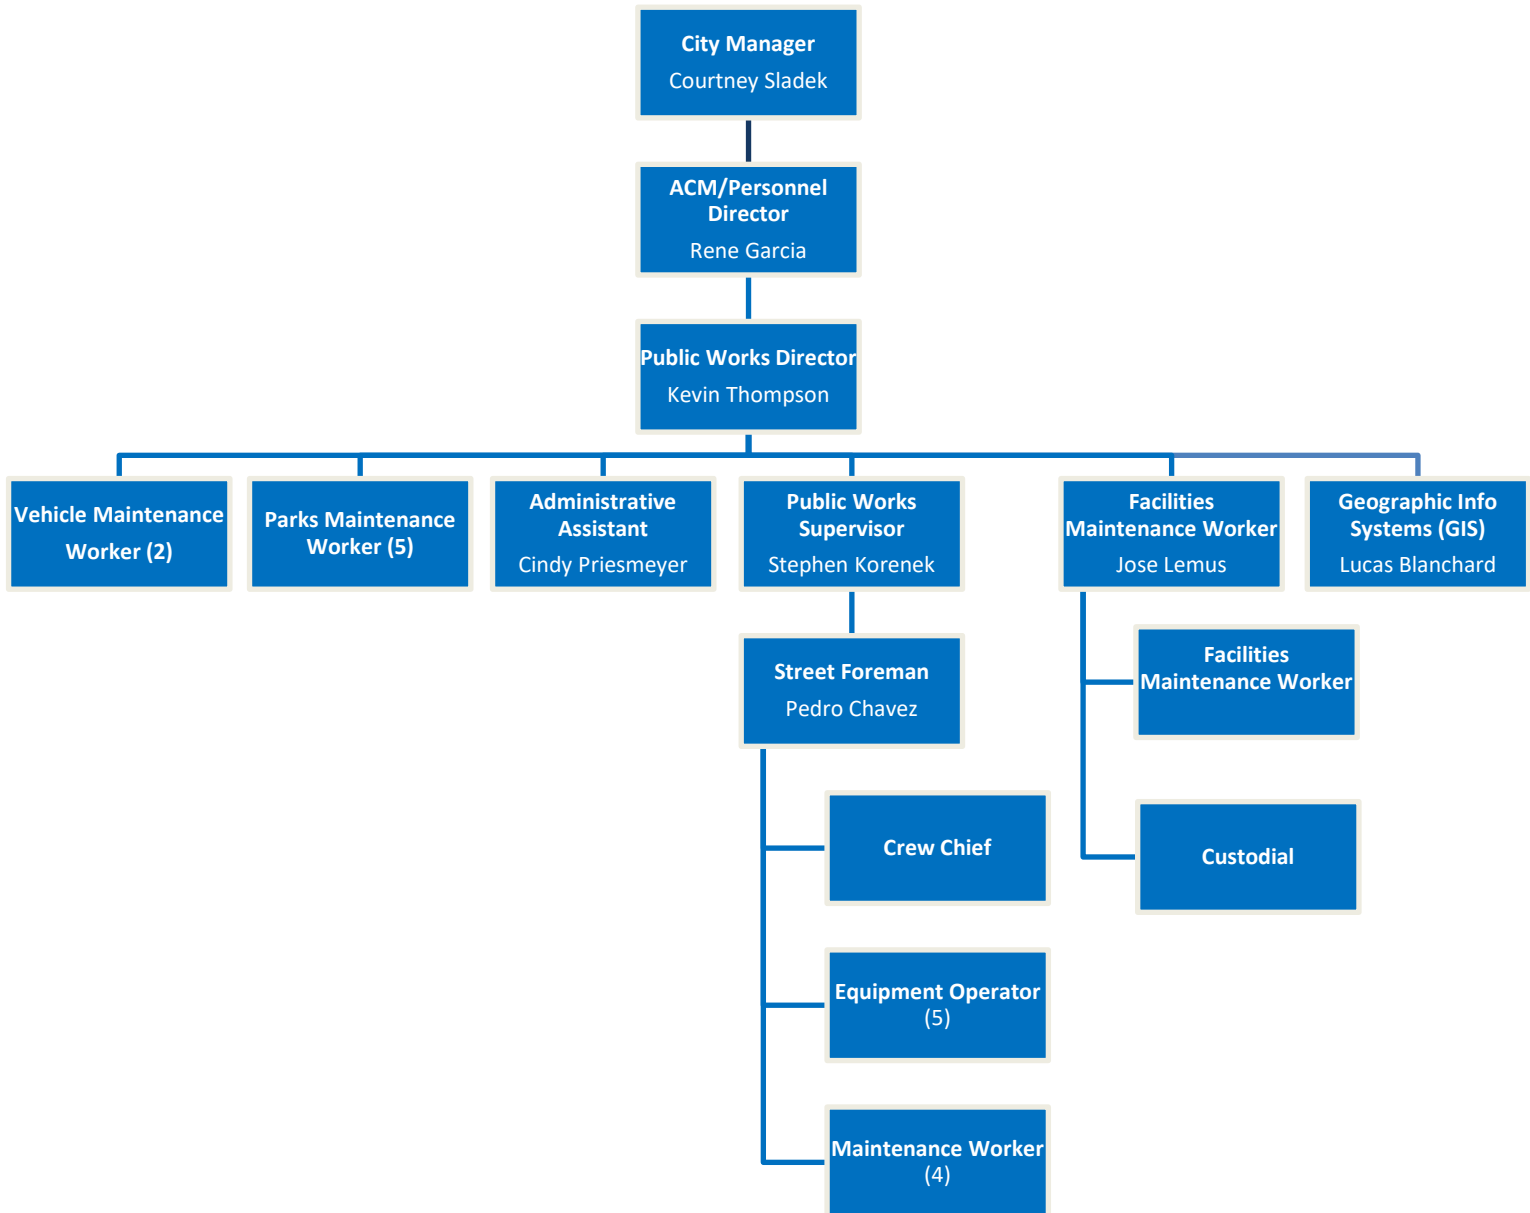 City Manager
Courtney Sladek
ACM/Personnel
Director
Rene Garcia
Public Works Director
Kevin Thompson
Vehicle Maintenance
Worker (2)
Parks Maintenance
Worker (5)
Administrative
Assistant
Cindy Priesmeyer
Public Works
Supervisor
Stephen Korenek
Facilities
Maintenance Worker
Jose Lemus
Geographic Info
Systems (GIS)
Lucas Blanchard
Street Foreman
Pedro Chavez
Facilities
Maintenance Worker
Crew Chief
Custodial
Equipment Operator
(5)
Maintenance Worker
(4)